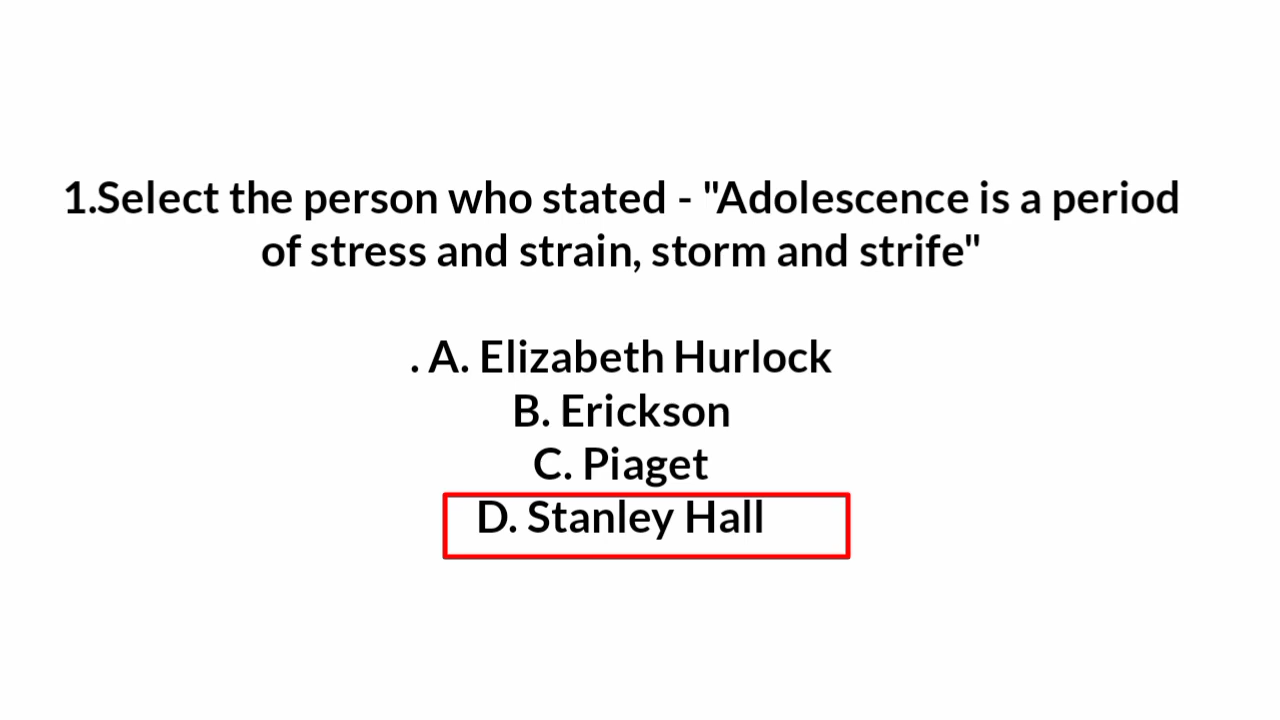 1.Select the person who stated - "Adolescence is a period
of stress and strain, storm and strife"
. A. Elizabeth Hurlock
B. Erickson
C. Piaget
D. Stanley Hall